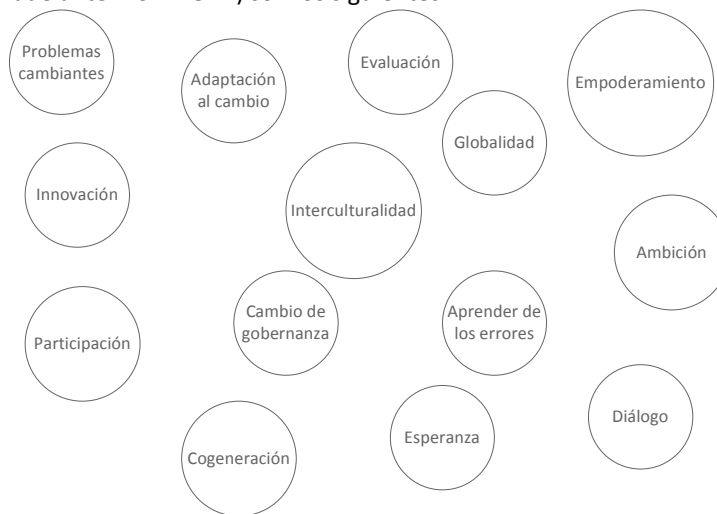 Problemas
cambiantes
Adaptación
al cambio
Evaluación
Empoderamiento
Globalidad
Innovación
Interculturalidad
Ambición
Participación
Cambio de
gobernanza
Aprender de
los errores
Cogeneración
Esperanza
Diálogo